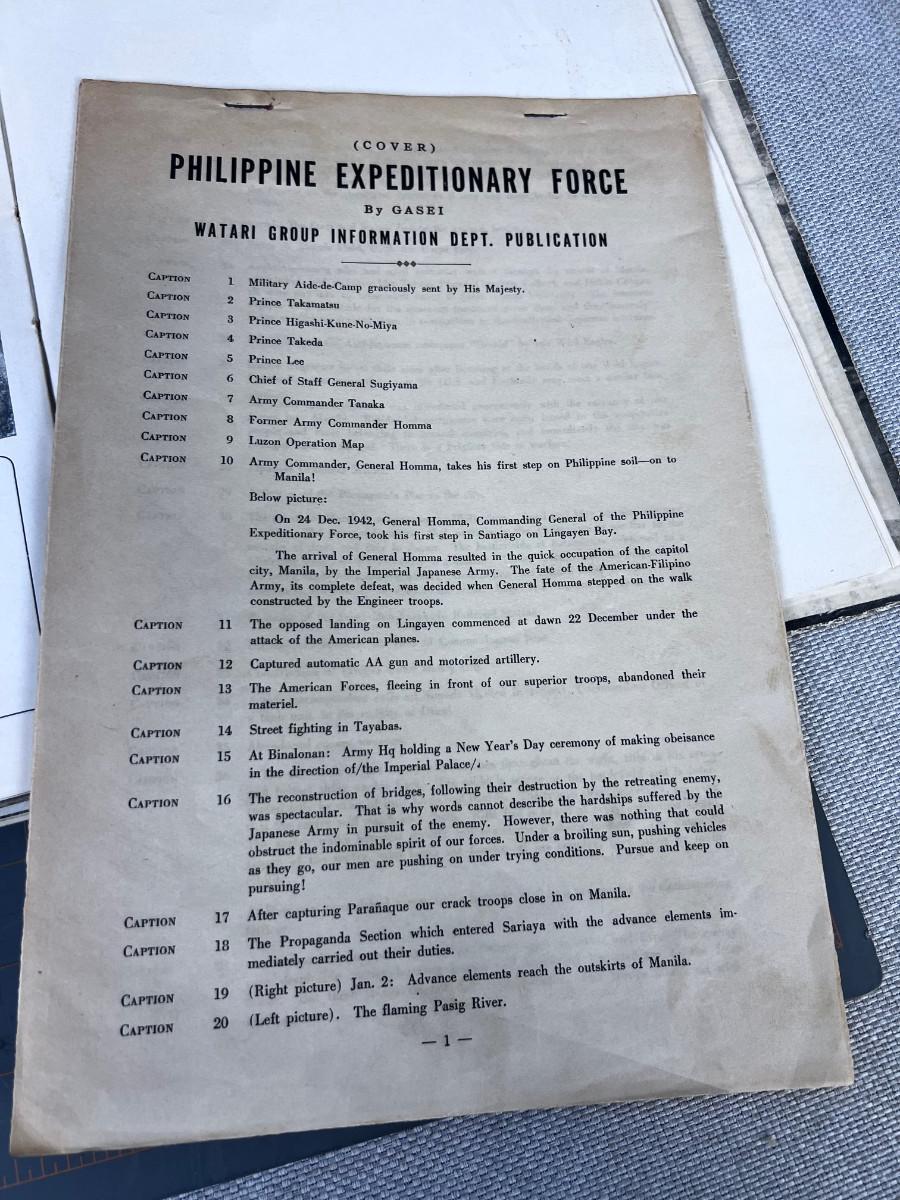 (COVER)
PHILIPPINE EXPEDITIONARY FORCE
By GASEI
WATARI GROUP INFORMATION DEPT. PUBLICATION
CAPTION 1 Military Aide-de-Camp graciously sent by His Majesty.
CAPTION 2 Prince Takamatsu
CAPTION 3 Prince Higashi-Kune-No-Miya
CAPTION 4 Prince Takeda
CAPTION 5 Prince Lee
CAPTION 6 Chief of Staff General Sugiyama
CAPTION 7 Army Commander Tanaka
CAPTION 8 Former Army Commander Homma
CAPTION 9 Luzon Operation Map
CAPTION 10 Army Commander, General Homma, takes his first step on Philippine soil—on to
Manila!
Below picture:
On 24 Dec. 1942, General Homma, Commanding General of the Philippine
Expeditionary Force, took his first step in Santiago on Lingayen Bay.
The arrival of General Homma resulted in the quick occupation of the capitol
city, Manila, by the Imperial Japanese Army. The fate of the American-Filipino
Army, its complete defeat, was decided when General Homma stepped on the walk
constructed by the Engineer troops.
CAPTION 11 The opposed landing on Lingayen commenced at dawn 22 December under the
attack of the American planes.
CAPTION 12 Captured automatic AA gun and motorized artillery.
CAPTION 13 The American Forces, fleeing in front of our superior troops, abandoned their
materiel.
CAPTION 14 Street fighting in Tayabas.
CAPTION 15 At Binalonan: Army Hq holding a New Year's Day ceremony of making obeisance
in the direction of/the Imperial Palace/.
CAPTION 16 The reconstruction of bridges, following their destruction by the retreating enemy,
was spectacular. That is why words cannot describe the hardships suffered by the
Japanese Army in pursuit of the enemy. However, there was nothing that could
obstruct the indominable spirit of our forces. Under a broiling sun, pushing vehicles
as they go, our men are pushing on under trying conditions. Pursue and keep on
pursuing!
CAPTION 17 After capturing Parañaque our crack troops close in on Manila.
CAPTION 18 The Propaganda Section which entered Sariaya with the advance elements im-
mediately carried out their duties.
CAPTION 19 (Right picture) Jan. 2: Advance elements reach the outskirts of Manila.
CAPTION 20 (Left picture). The flaming Pasig River.
— 1 —